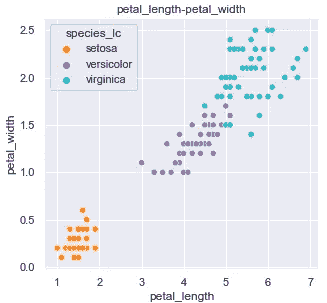 petal_length-petal_width
species_lc
setosa
versicolor
virginica
petal_width
2.5
2.0
1.5
1.0
0.5
0.0
1
2
3
4
5
6
7
petal_length